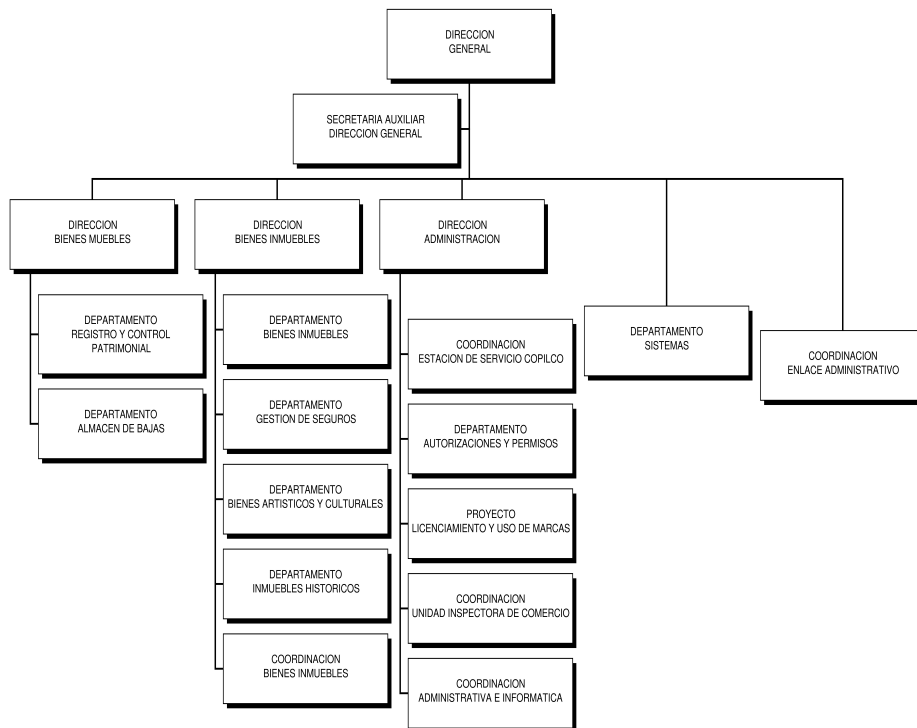 DIRECCION
GENERAL
SECRETARIA AUXILIAR
DIRECCION GENERAL
DIRECCION
BIENES MUEBLES
DIRECCION
BIENES INMUEBLES
DIRECCION
ADMINISTRACION
DEPARTAMENTO
REGISTRO Y CONTROL
PATRIMONIAL
DEPARTAMENTO
ALMACEN DE BAJAS
DEPARTAMENTO
BIENES INMUEBLES
DEPARTAMENTO
GESTION DE SEGUROS
DEPARTAMENTO
BIENES ARTISTICOS Y CULTURALES
DEPARTAMENTO
INMUEBLES HISTORICOS
COORDINACION
BIENES INMUEBLES
COORDINACION
ESTACION DE SERVICIO COPILCO
DEPARTAMENTO
AUTORIZACIONES Y PERMISOS
PROYECTO
LICENCIAMIENTO Y USO DE MARCAS
COORDINACION
UNIDAD INSPECTORA DE COMERCIO
COORDINACION
ADMINISTRATIVA E INFORMATICA
DEPARTAMENTO
SISTEMAS
COORDINACION
ENLACE ADMINISTRATIVO